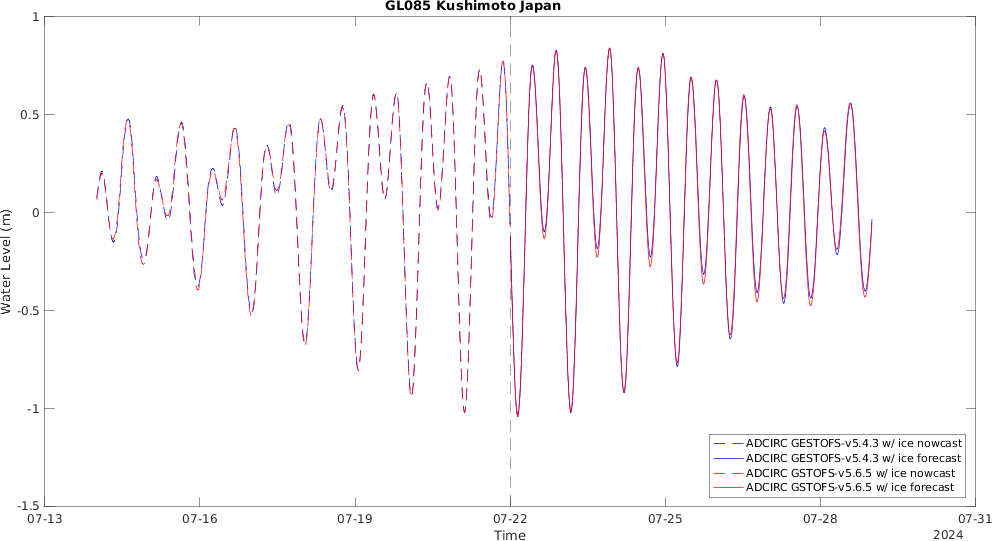 GL085 Kushimoto Japan
1
0.5
0
-0.5
-1
-1.5
Water Level (m)
ADCIRC GESTOFS-v5.4.3 w/ ice nowcast
ADCIRC GESTOFS-v5.4.3 w/ ice forecast
ADCIRC GSTOFS-v5.6.5 w/ ice nowcast
ADCIRC GSTOFS-v5.6.5 w/ ice forecast
07-13 07-16 07-19 07-22 07-25 07-28 07-31
Time
2024